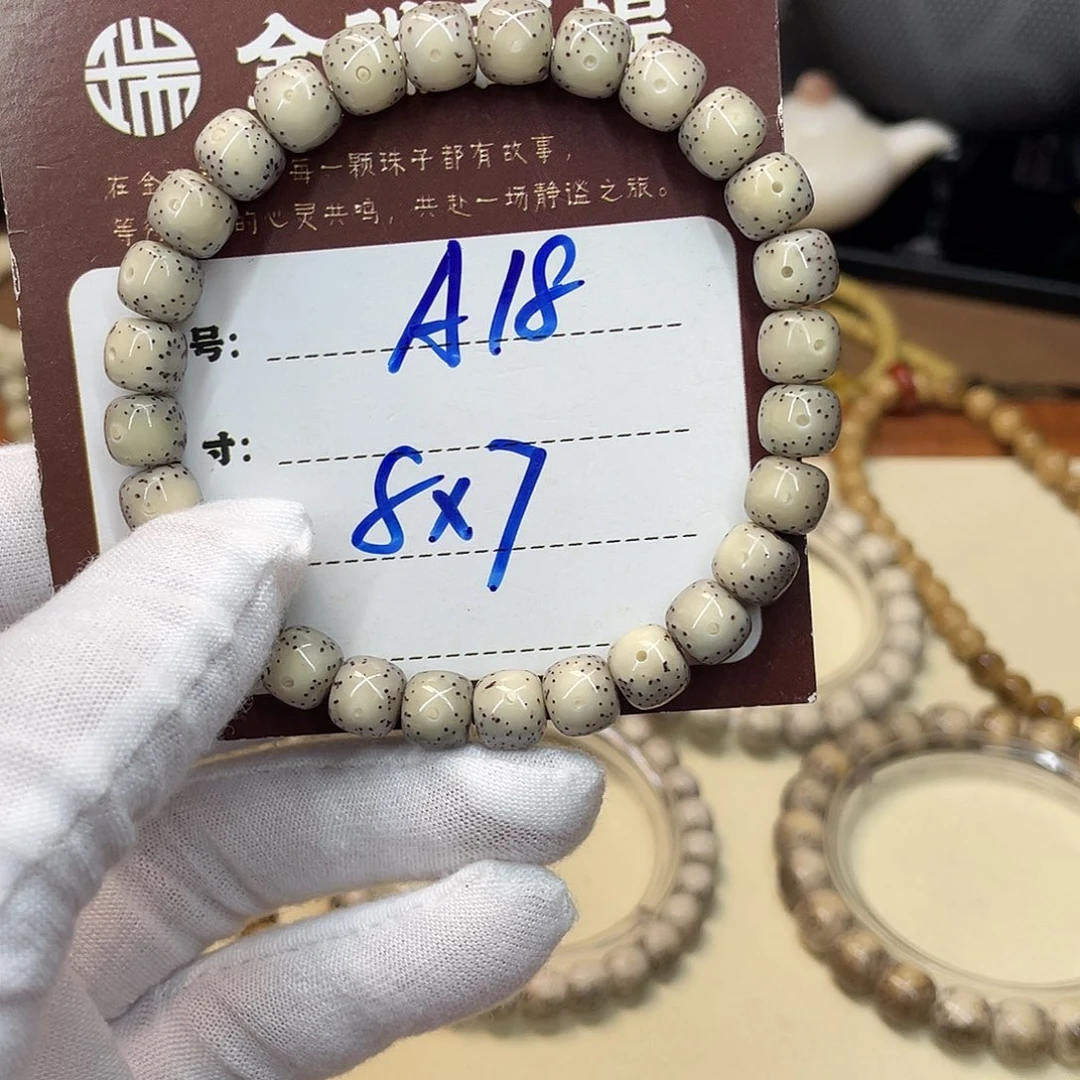 瑞
金
在金 每一颗珠子都有故事，
等 的心灵共鸣，共赴一场静谧之旅。
号：A18
寸：8x7